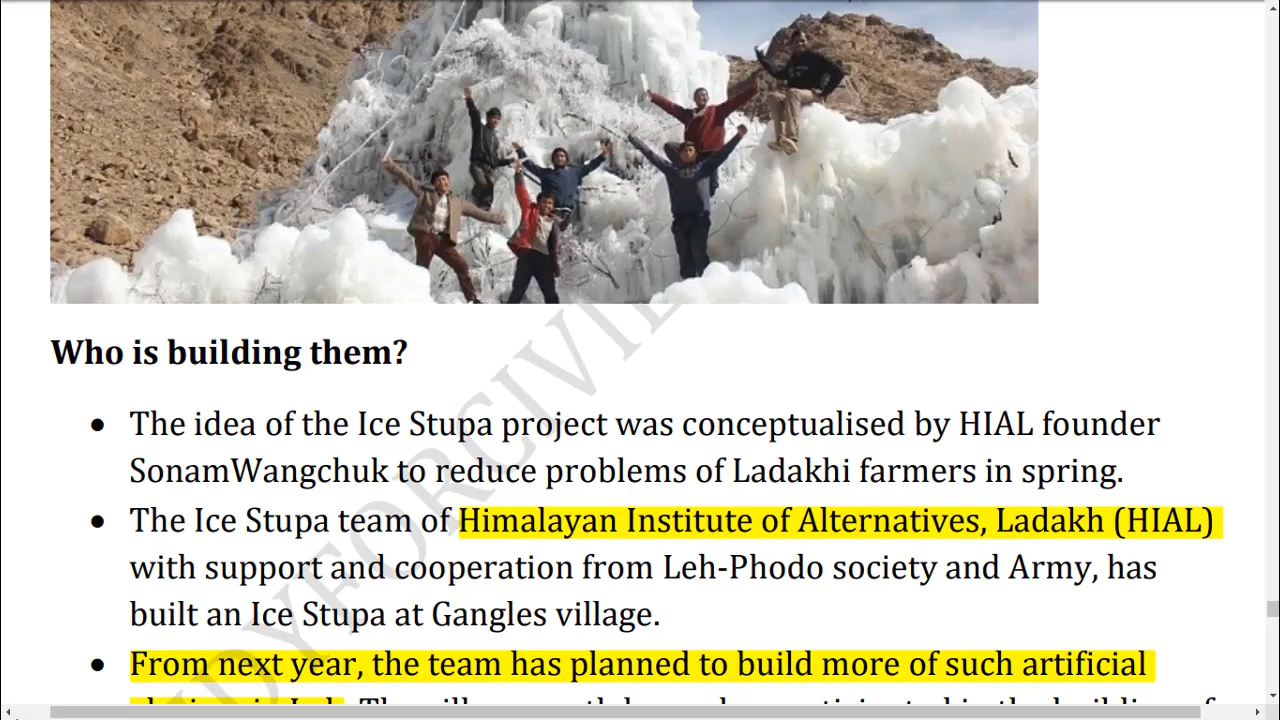 Who is building them?
• The idea of the Ice Stupa project was conceptualised by HIAL founder
SonamWangchuk to reduce problems of Ladakhi farmers in spring.
• The Ice Stupa team of Himalayan Institute of Alternatives, Ladakh (HIAL)
with support and cooperation from Leh-Phodo society and Army, has
built an Ice Stupa at Gangles village.
• From next year, the team has planned to build more of such artificial